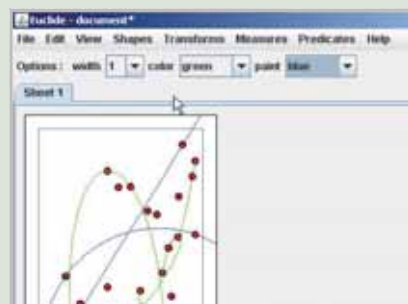 Euclide - document*
File Edit View Shapes Transforms Measures Predicates Help
Options : width 1 color green paint blue
Sheet 1